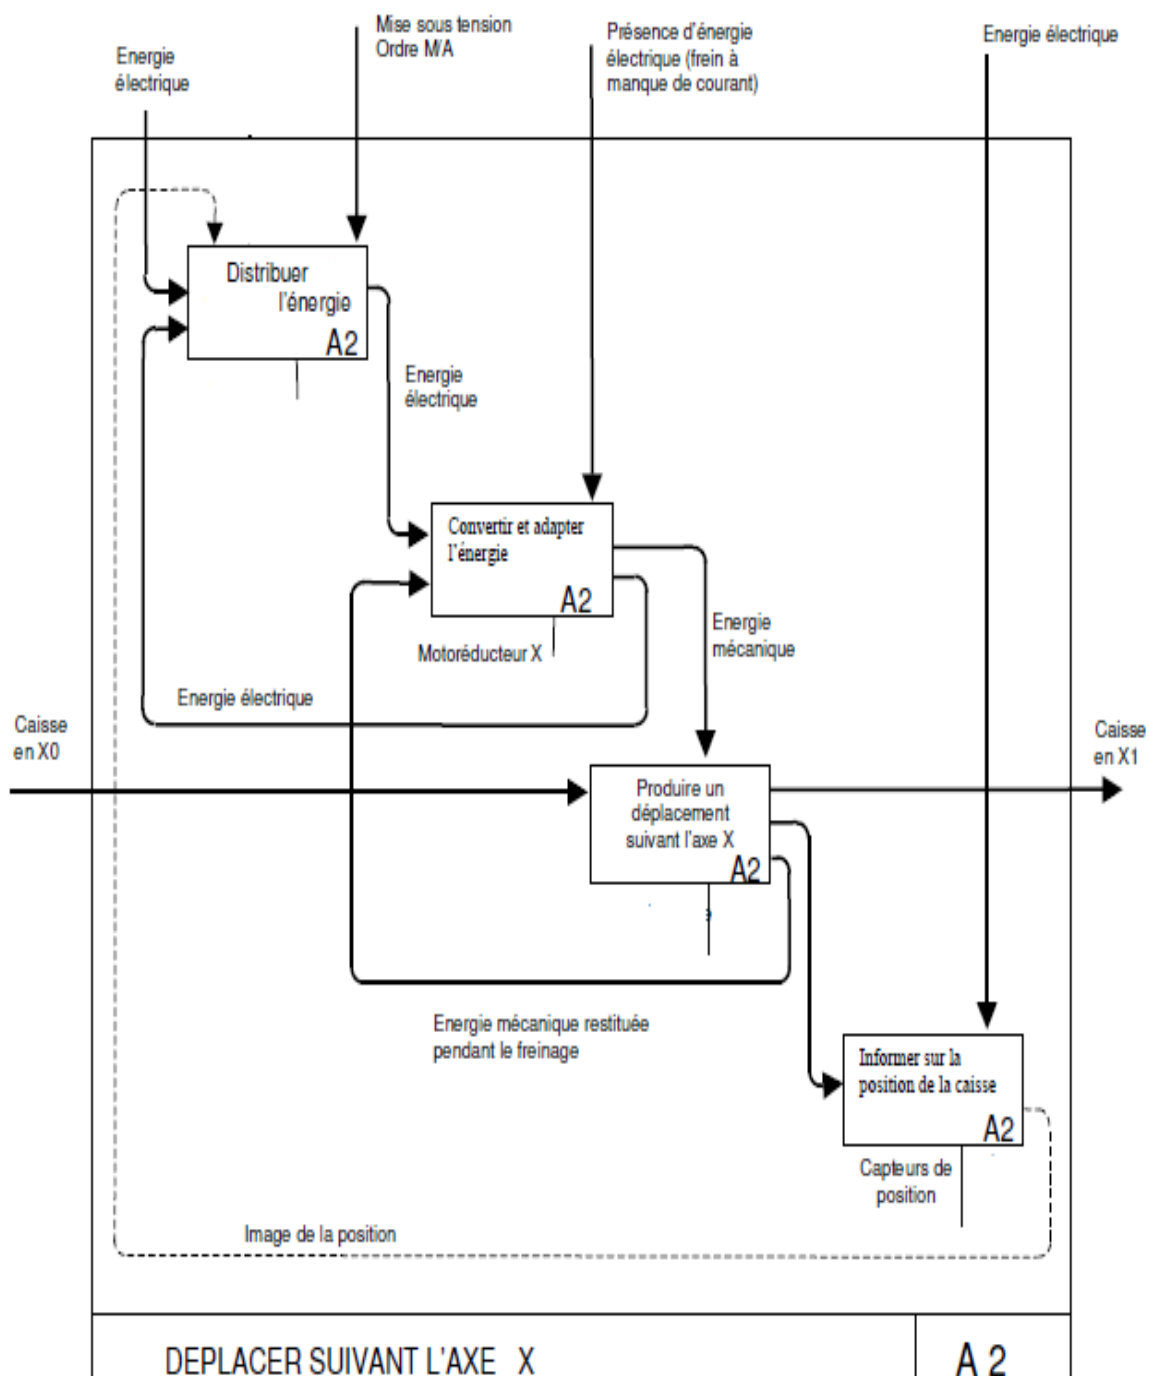 Mise sous tension
Ordre M/A
Présence d'énergie
électrique (frein à
manque de courant)
Energie électrique
Energie
électrique
Distribuer
l'énergie
A2
Energie
électrique
Convertir et adapter
l'énergie
A2
Motoréducteur X
Energie
mécanique
Energie électrique
Caisse
en X0
Caisse
en X1
Produire un
déplacement
suivant l'axe X
A2
Energie mécanique restituée
pendant le freinage
Informer sur la
position de la caisse
A2
Capteurs de
position
Image de la position
DEPLACER SUIVANT L'AXE X
A 2